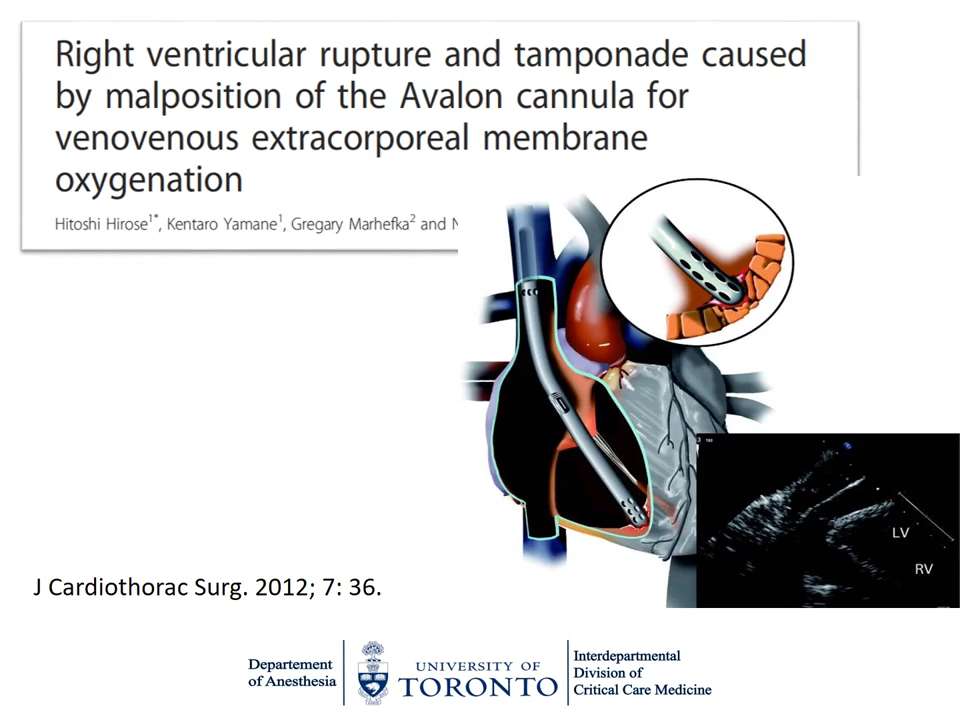 Right ventricular rupture and tamponade caused
by malposition of the Avalon cannula for
venovenous extracorporeal membrane
oxygenation
Hitoshi Hirose1*, Kentaro Yamane1, Gregary Marhefka2 and N
3
LV
RV
J Cardiothorac Surg. 2012; 7: 36.
Departement
of Anesthesia
UNIVERSITY OF
TORONTO
Interdepartmental
Division of
Critical Care Medicine